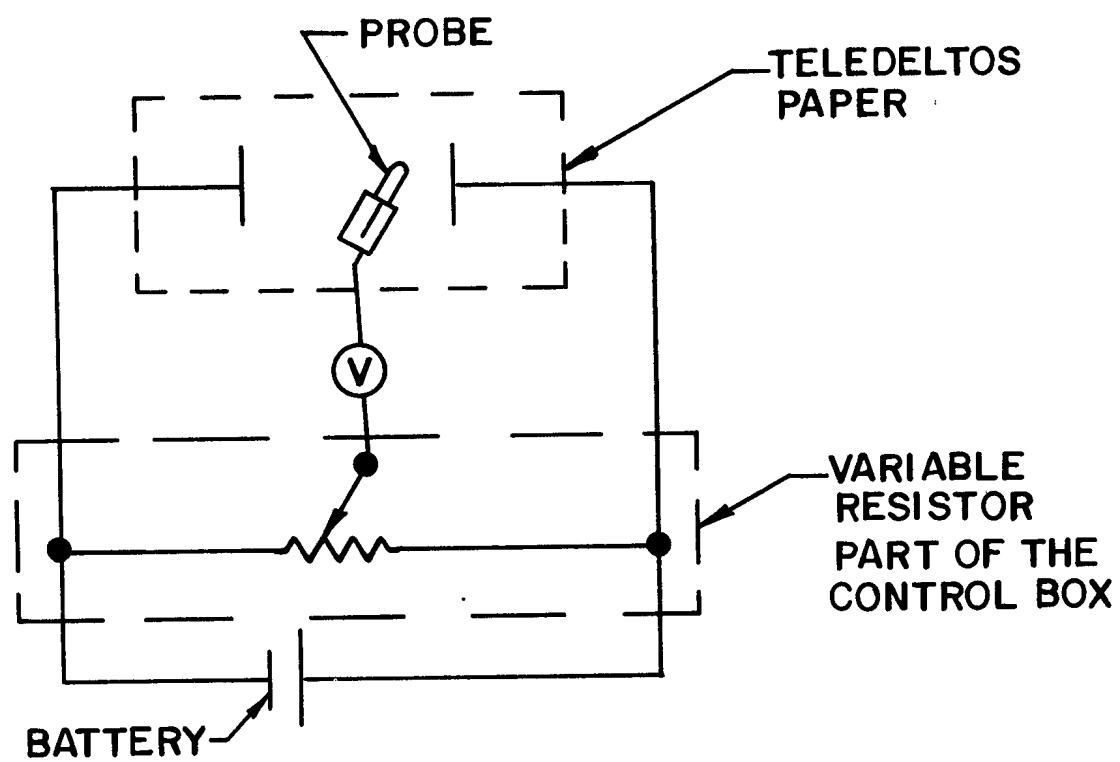 PROBE
TELEDELTOS
PAPER
V
VARIABLE
RESISTOR
PART OF THE
CONTROL BOX
BATTERY